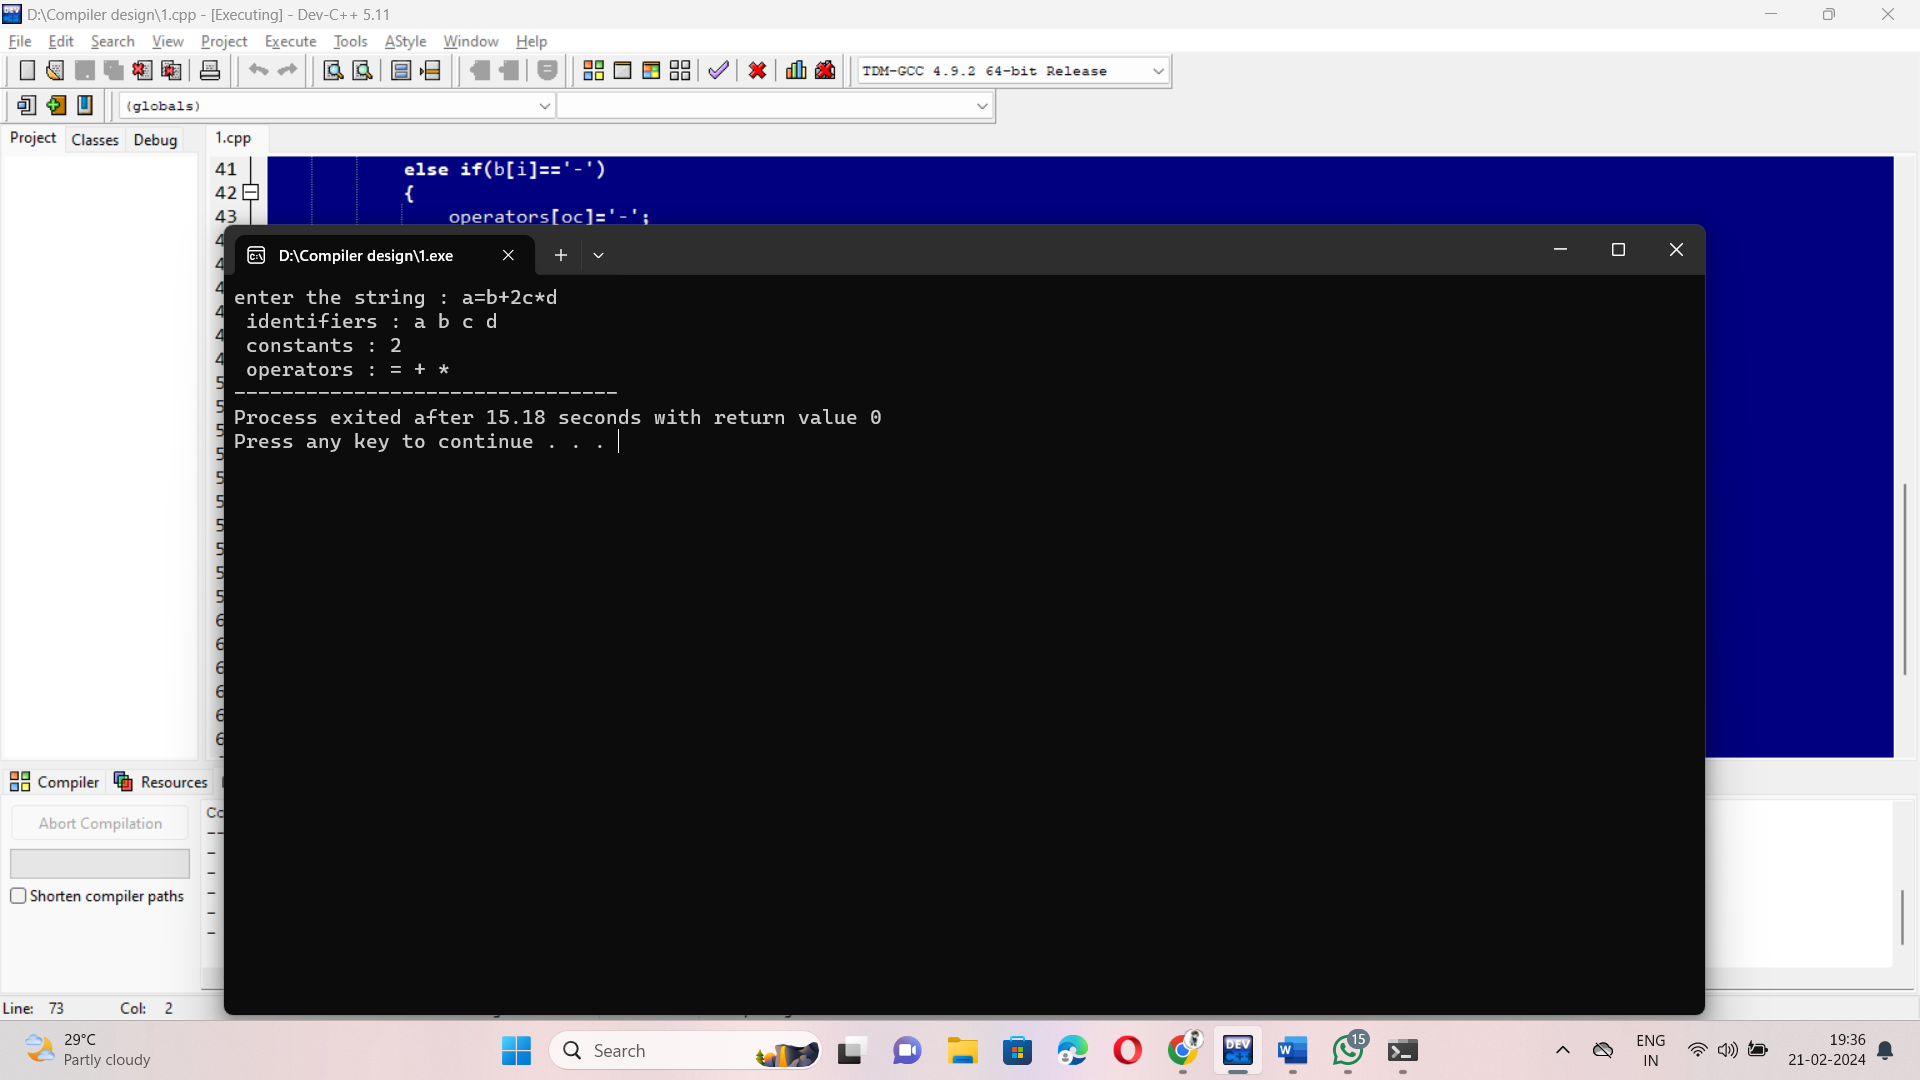 D:\Compiler design\1.cpp - [Executing] - Dev-C++ 5.11
File Edit Search View Project Execute Tools AStyle Window Help
TDM-GCC 4.9.2 64-bit Release
(globals)
Project Classes Debug 1.cpp
41 else if(b[i]=='-')
42 {
43 operators[oc]='-';
D:\Compiler design\1.exe
enter the string : a=b+2c*d
identifiers : a b c d
constants : 2
operators : = + *
--------------------------------
Process exited after 15.18 seconds with return value 0
Press any key to continue . . .
Compiler Resources
Abort Compilation
Shorten compiler paths
Line: 73 Col: 2
29°C
Partly cloudy
Search
DEV
C++
W
15
ENG
IN
19:36
21-02-2024